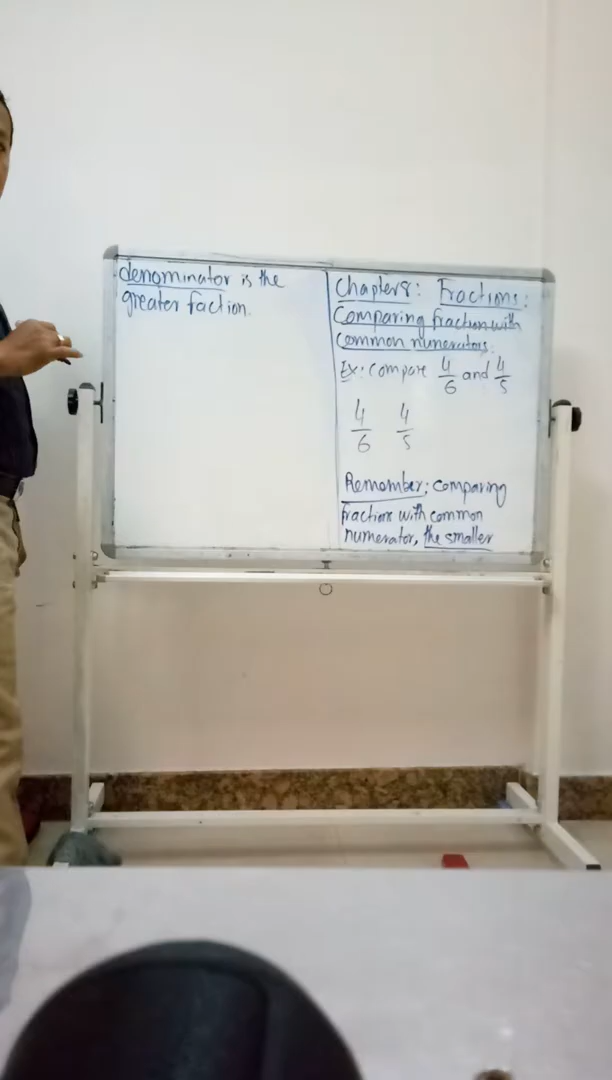 Chapter 8: Fractions:
Comparing fraction with
common numerators:
Ex: compare 4/6 and 4/5
4/6 4/5
Remember: comparing
fractions with common
numerator, the smaller
denominator is the
greater faction.